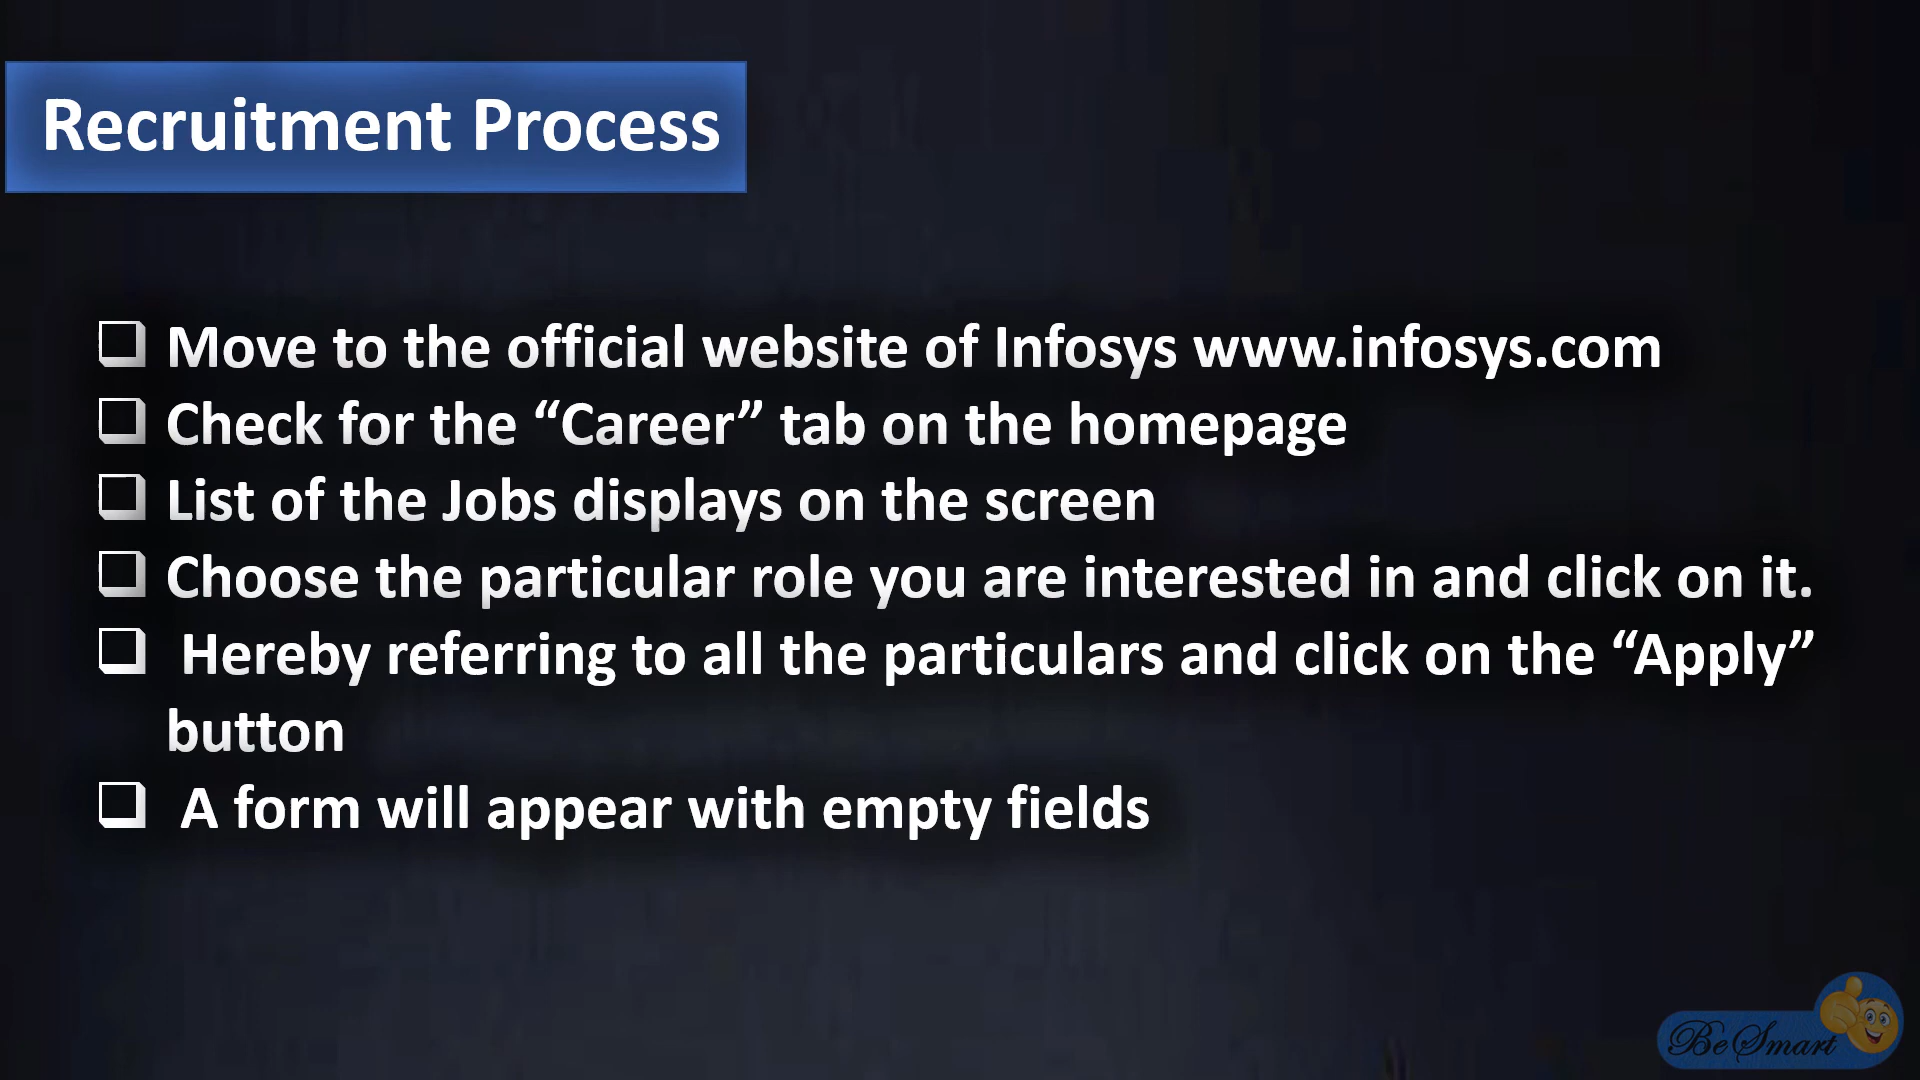 Recruitment Process
Move to the official website of Infosys www.infosys.com
Check for the “Career” tab on the homepage
List of the Jobs displays on the screen
Choose the particular role you are interested in and click on it.
Hereby referring to all the particulars and click on the “Apply”
button
A form will appear with empty fields
Be Smart